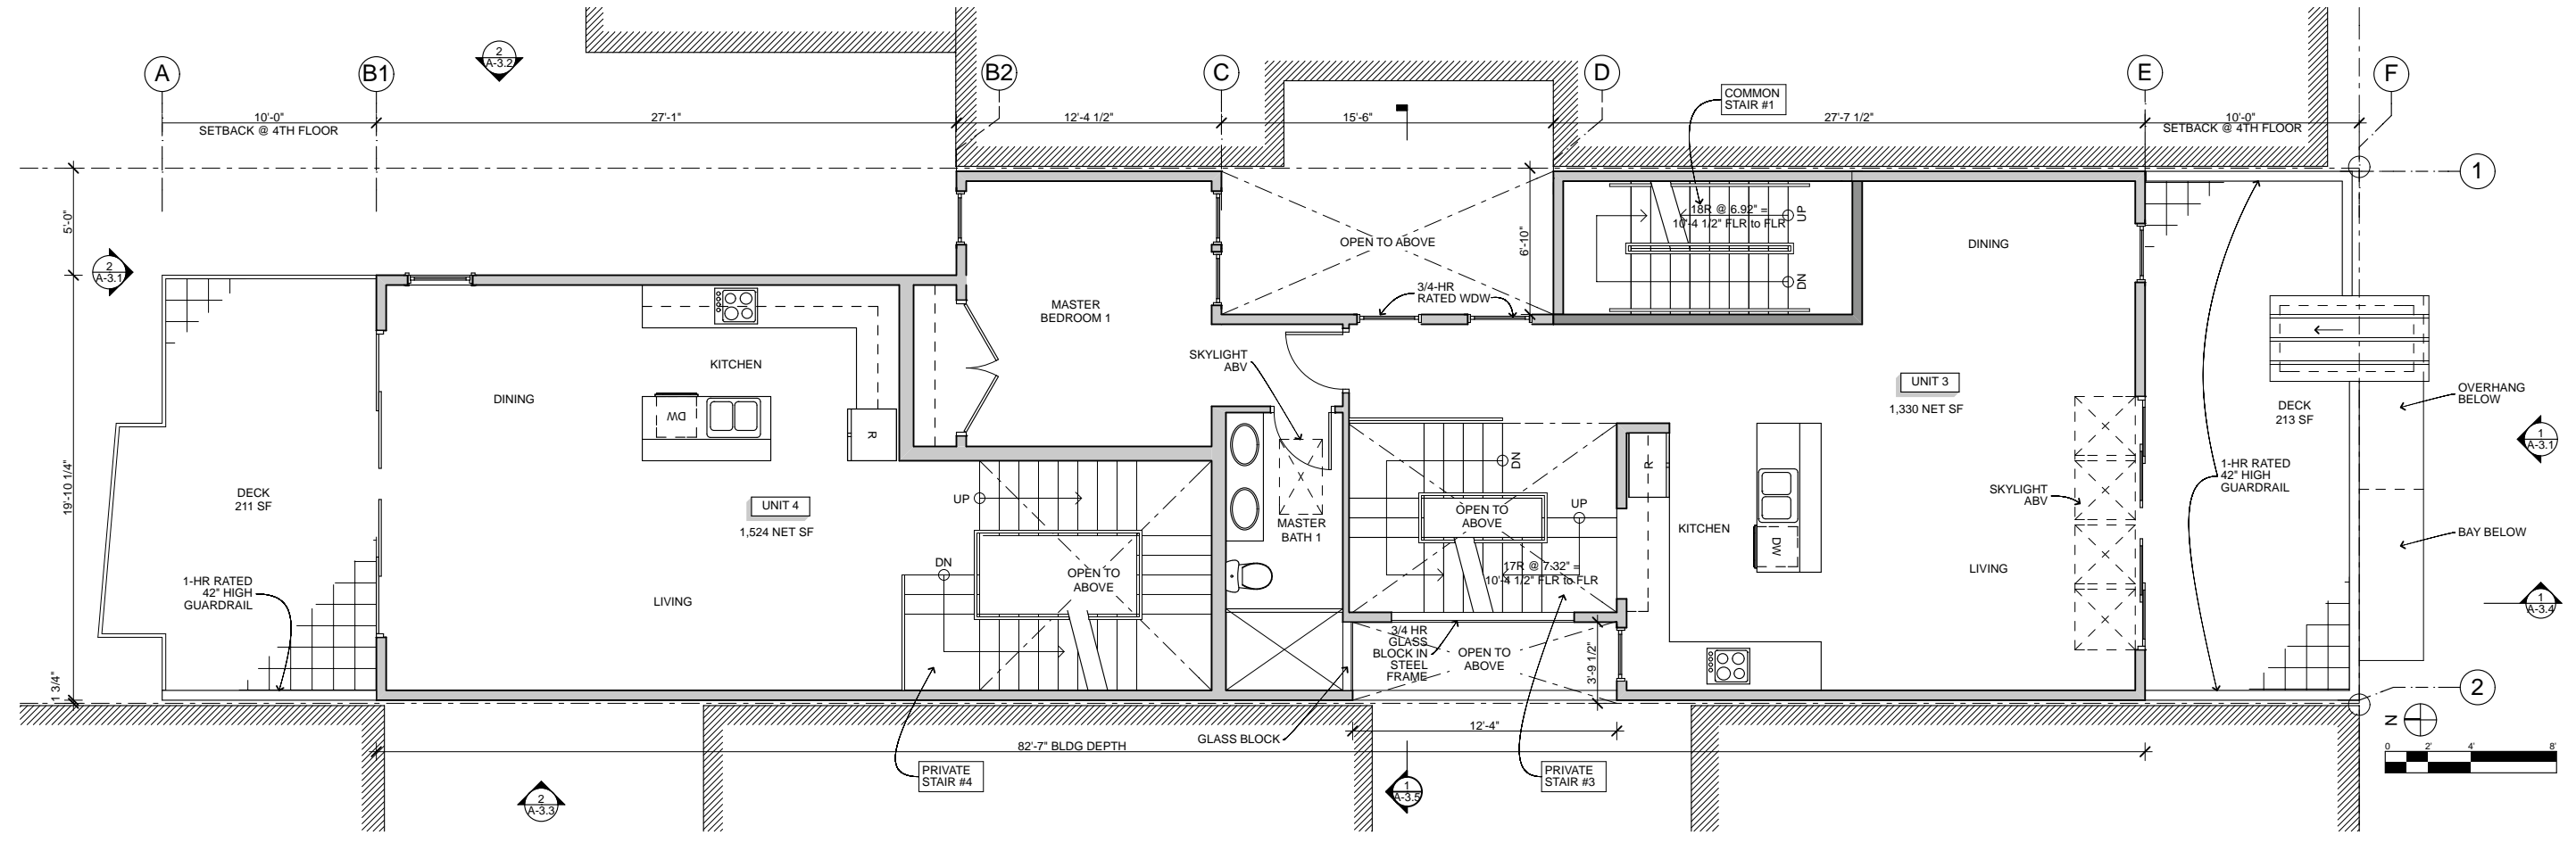 A
B1
2
A-3.2
B2
C
D
E
F
COMMON
STAIR #1
10'-0"
SETBACK @ 4TH FLOOR
27'-1"
12'-4 1/2"
15'-6"
27'-7 1/2"
10'-0"
SETBACK @ 4TH FLOOR
1
5'-0"
2
A-3.1
18R @ 6.92" =
10'-4 1/2" FLR to FLR
UP
DN
OPEN TO ABOVE
6'-10"
DINING
3/4-HR
RATED WDW
MASTER
BEDROOM 1
KITCHEN
SKYLIGHT
ABV
DINING
DW
R
UNIT 3
1,330 NET SF
DECK
213 SF
OVERHANG
BELOW
1
A-3.1
19'-10 1/4"
DECK
211 SF
UNIT 4
1,524 NET SF
UP
DN
OPEN TO
ABOVE
MASTER
BATH 1
DN
UP
OPEN TO
ABOVE
17R @ 7.32" =
10'-4 1/2" FLR to FLR
R
KITCHEN
DW
SKYLIGHT
ABV
1-HR RATED
42" HIGH
GUARDRAIL
BAY BELOW
LIVING
1
A-3.4
1-HR RATED
42" HIGH
GUARDRAIL
LIVING
3/4 HR
GLASS
BLOCK IN
STEEL
FRAME
OPEN TO
ABOVE
3'-9 1/2"
1 3/4"
2
12'-4"
GLASS BLOCK
82'-7" BLDG DEPTH
N
0 2' 4' 8'
PRIVATE
STAIR #4
PRIVATE
STAIR #3
2
A-3.3
1
A-3.5